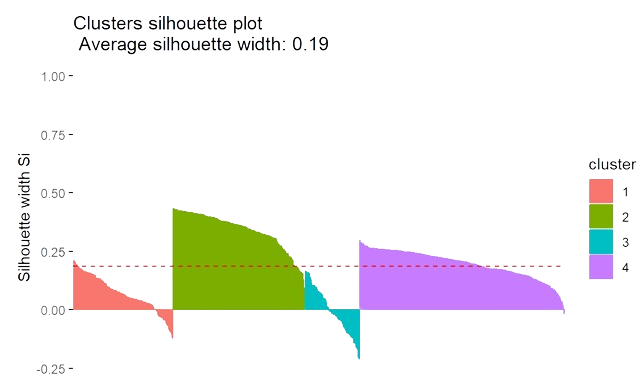 Clusters silhouette plot
Average silhouette width: 0.19
1.00
0.75
0.50
0.25
0.00
-0.25
Silhouette width Si
cluster
1
2
3
4